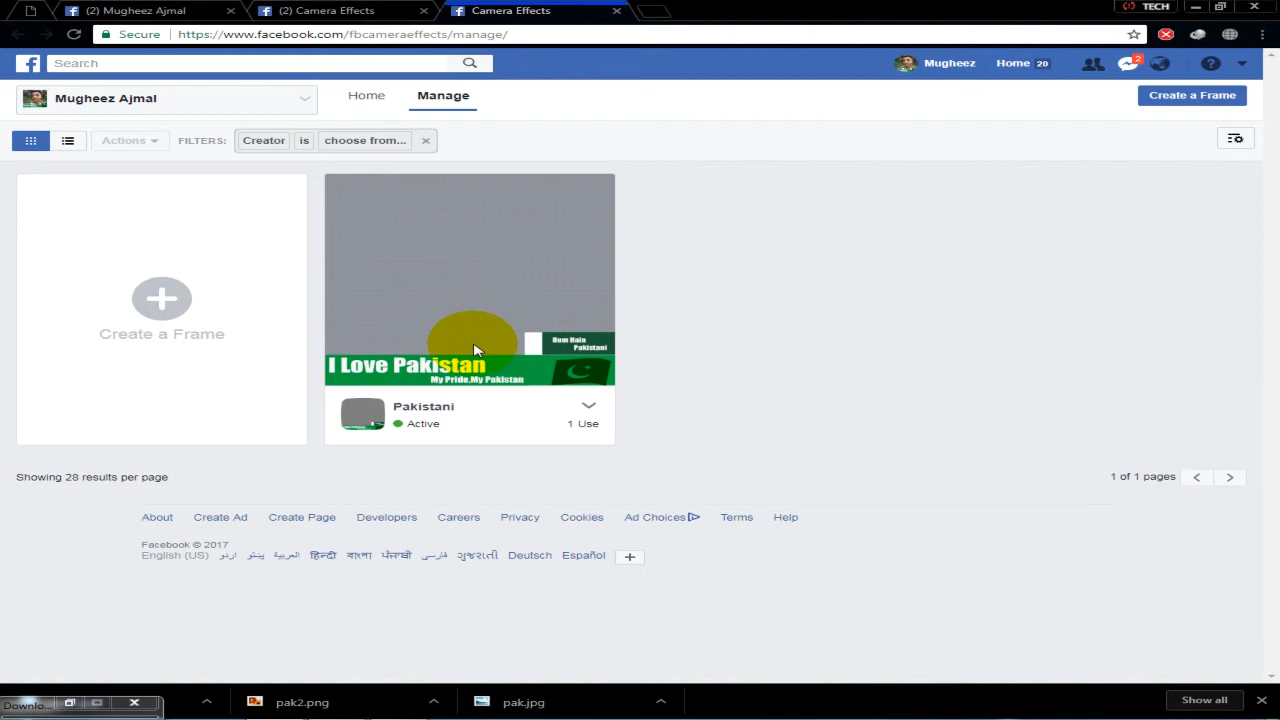 (2) Mugheez Ajmal
(2) Camera Effects
Camera Effects
TECH
Secure
https://www.facebook.com/fbcameraeffects/manage/
Search
Mugheez
Home 20
2
Mugheez Ajmal
Home
Manage
Create a Frame
Actions
FILTERS:
Creator
is
choose from...
Create a Frame
Hum Hain
Pakistani
I Love Pakistan
My Pride,My Pakistan
Pakistani
Active
1 Use
Showing 28 results per page
1 of 1 pages
About
Create Ad
Create Page
Developers
Careers
Privacy
Cookies
Ad Choices
Terms
Help
Facebook © 2017
English (US)
اردو
پښتو
العربية
हिन्दी
বাংলা
ਪੰਜਾਬੀ
فارسی
ગુજરાતી
Deutsch
Español
Downlo...
pak2.png
pak.jpg
Show all